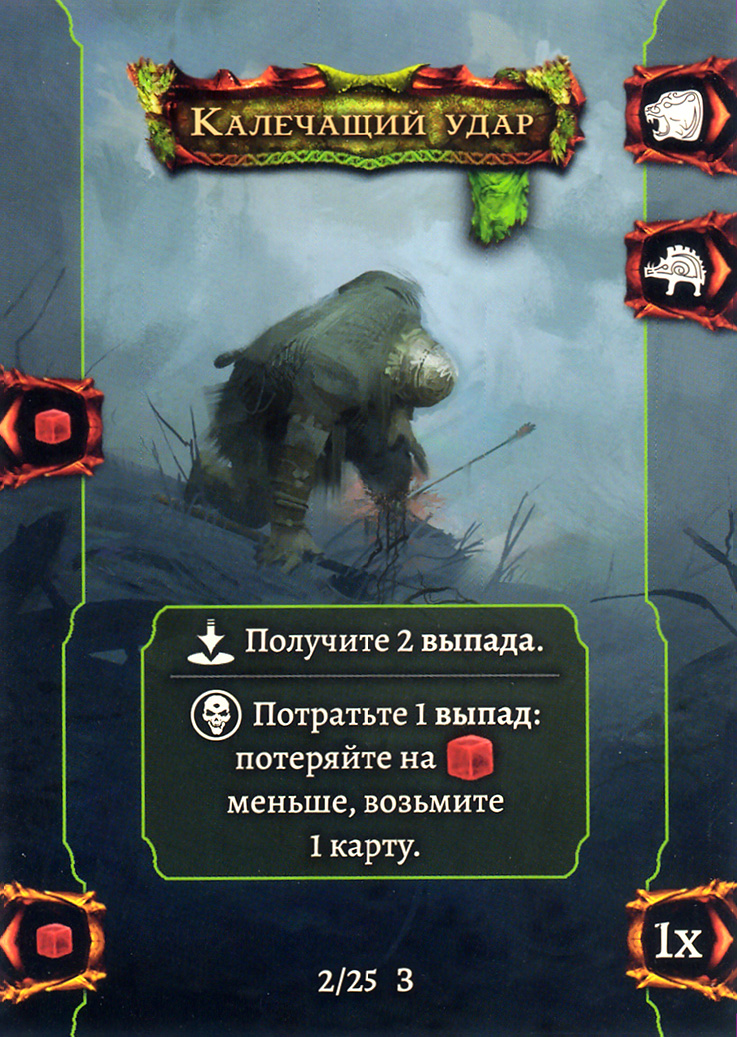 Калечащий удар
Получите 2 выпада.
Потратьте 1 выпад:
потеряйте на
меньше, возьмите
1 карту.
1x
2/25 3